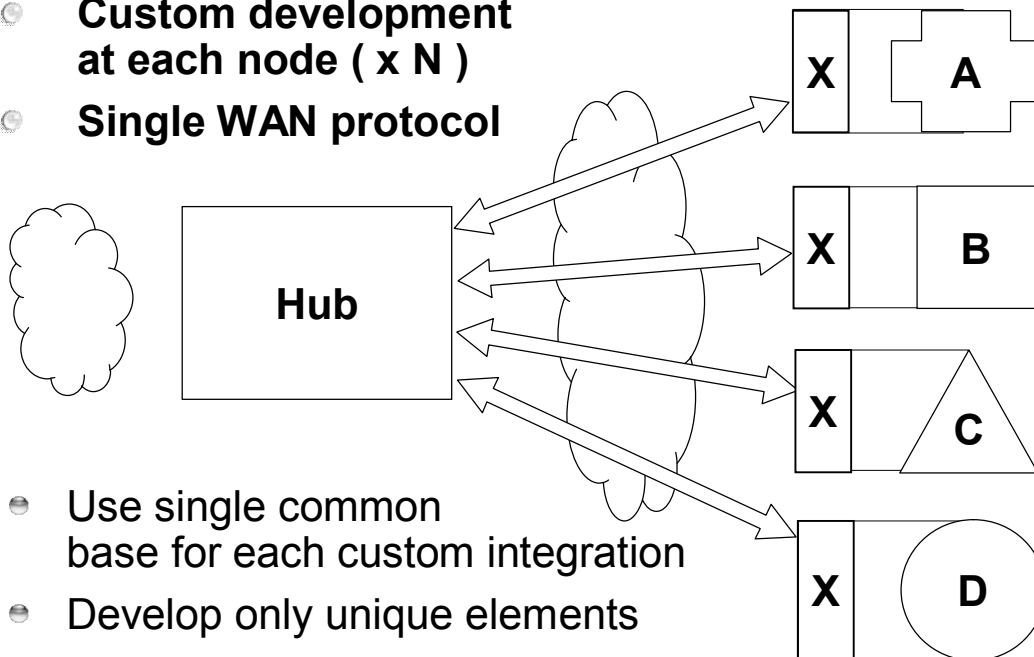 Custom development
at each node ( x N )
Single WAN protocol
X
A
X
B
Hub
X
C
Use single common
base for each custom integration
X
D
Develop only unique elements